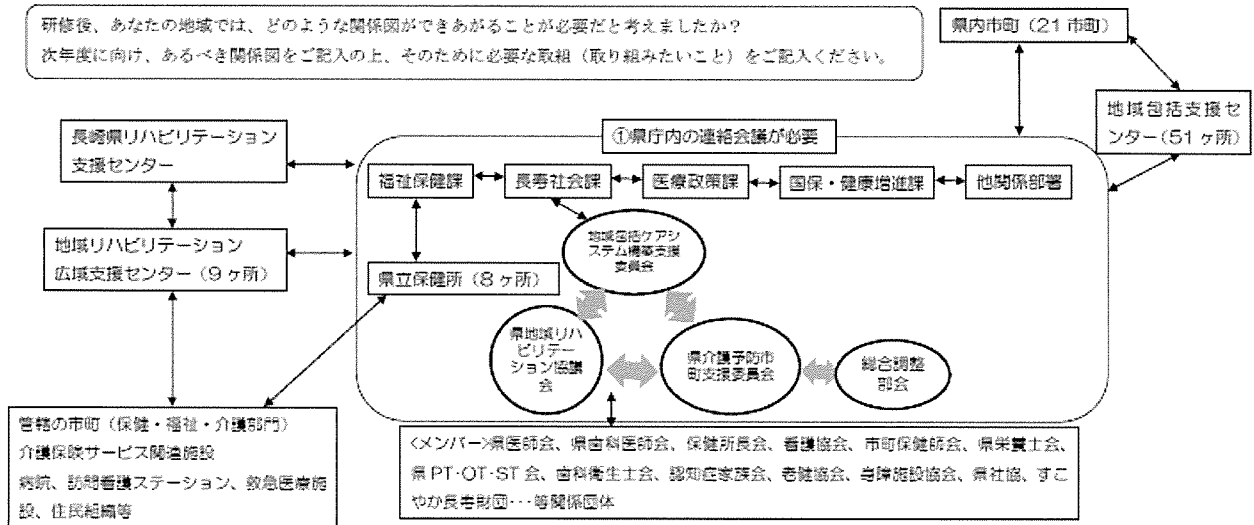 研修後、あなたの地域では、どのような関係図ができあがることが必要だと考えましたか？
次年度に向け、あるべき関係図をご記入の上、そのために必要な取組（取り組みたいこと）をご記入ください。
県内市町（21市町）
地域包括支援セ
ンター（51ヶ所）
長崎県リハビリテーション
支援センター
①県庁内の連絡会議が必要
福祉保健課
長寿社会課
医療政策課
国保・健康増進課
他関係部署
地域リハビリテーション
広域支援センター（9ヶ所）
地域包括ケアシ
ステム構築支援
委員会
県立保健所（8ヶ所）
県地域リハ
ビリテー
ション協議
会
県介護予防市
町支援委員会
総合調整
部会
管轄の市町（保健・福祉・介護部門）
介護保険サービス関連施設
病院、訪問看護ステーション、救急医療施
設、住民組織等
<メンバー>県医師会、県歯科医師会、保健所長会、看護協会、市町保健師会、県栄養士会、
県PT･OT･ST会、歯科衛生士会、認知症家族会、老健協会、身障施設協会、県社協、すこ
やか長寿財団･･･等関係団体